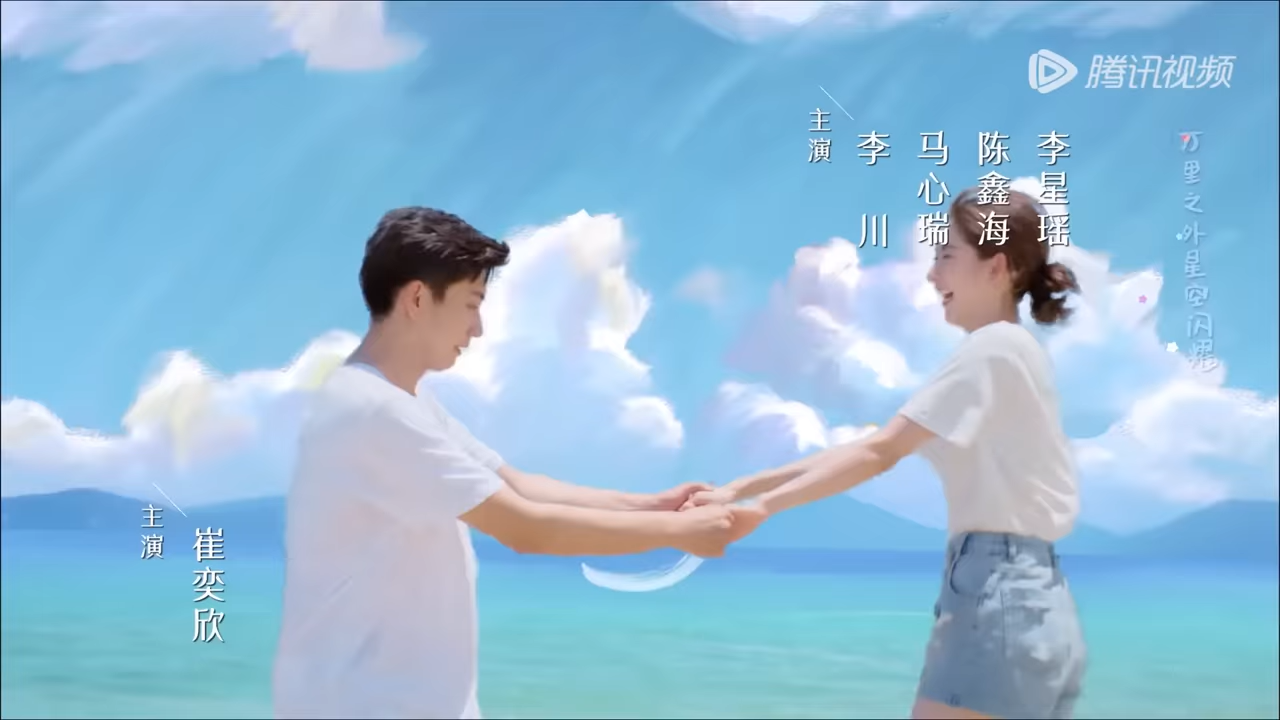 腾讯视频
主演
李川
马心瑞
陈鑫海
李星瑶
万里之外星空闪耀
主演
崔奕欣